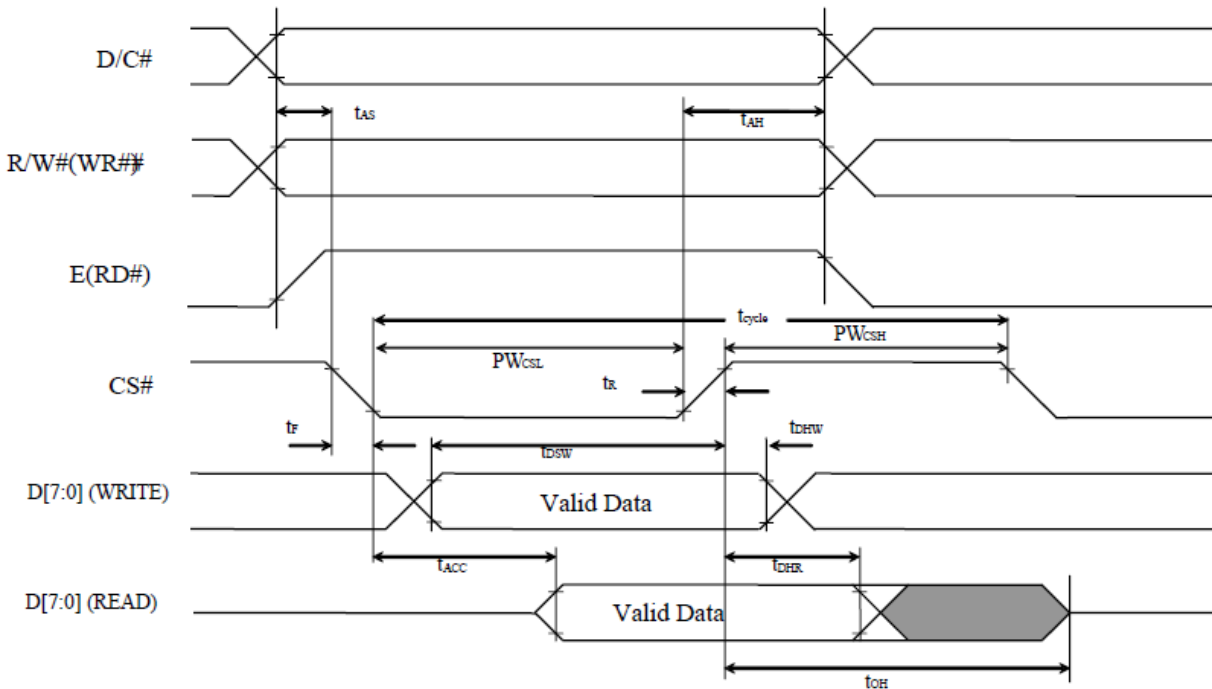 D/C#
tAS
tAH
R/W#(WR##)
E(RD#)
tcycle
PWCSL
PWCSH
CS#
tR
tF
tDSW
tDHW
D[7:0] (WRITE)
Valid Data
tACC
tDHR
D[7:0] (READ)
Valid Data
tOH